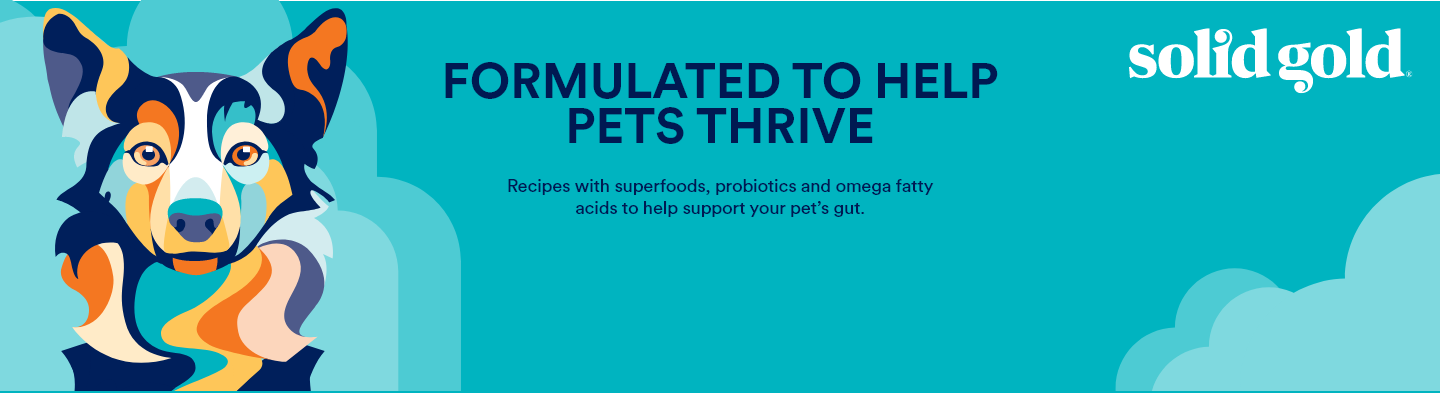 FORMULATED TO HELP
PETS THRIVE
Recipes with superfoods, probiotics and omega fatty
acids to help support your pet’s gut.
solid gold®